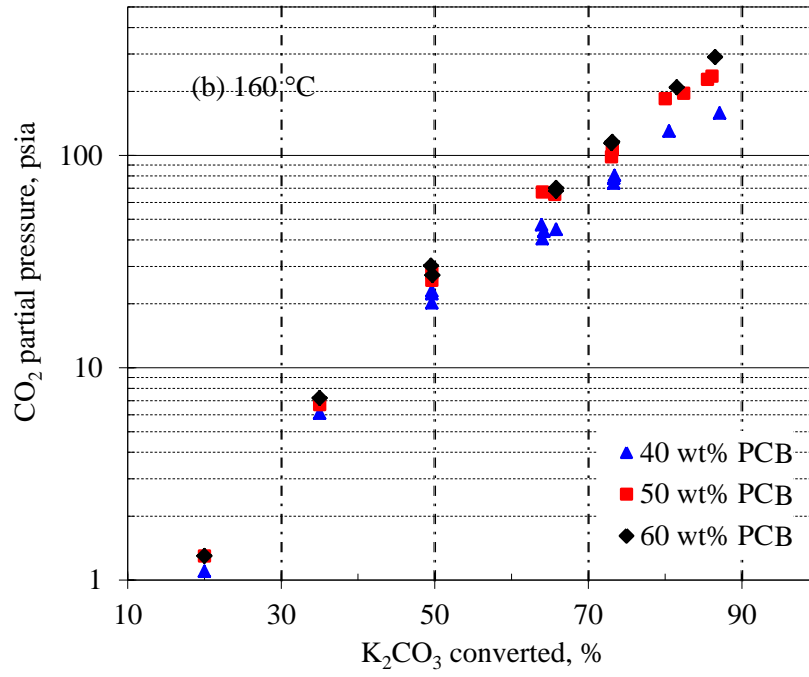 (b) 160 °C
100
10
1
CO₂ partial pressure, psia
40 wt% PCB
50 wt% PCB
60 wt% PCB
10 30 50 70 90
K₂CO₃ converted, %